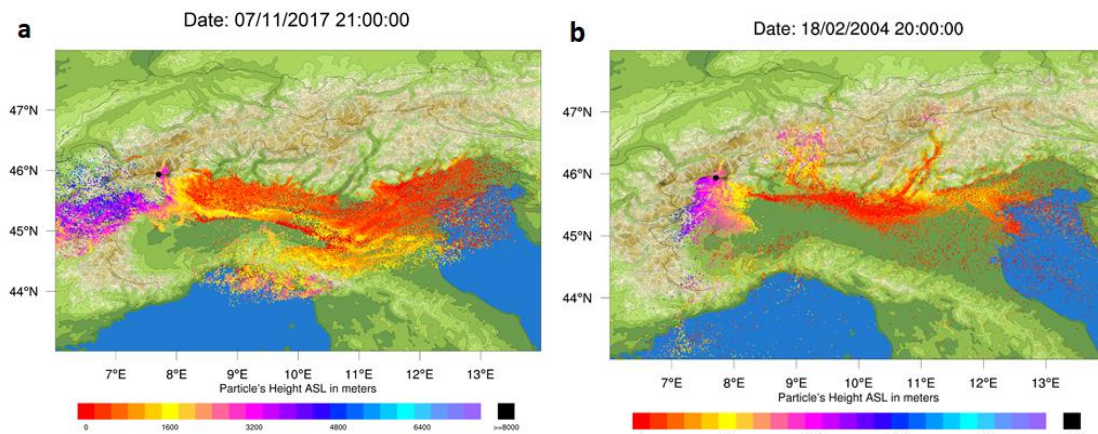 a
Date: 07/11/2017 21:00:00
47°N
46°N
45°N
44°N
7°E 8°E 9°E 10°E 11°E 12°E 13°E
Particle's Height ASL in meters
0 1600 3200 4800 6400 >=8000
b
Date: 18/02/2004 20:00:00
47°N
46°N
45°N
44°N
7°E 8°E 9°E 10°E 11°E 12°E 13°E
Particle's Height ASL in meters